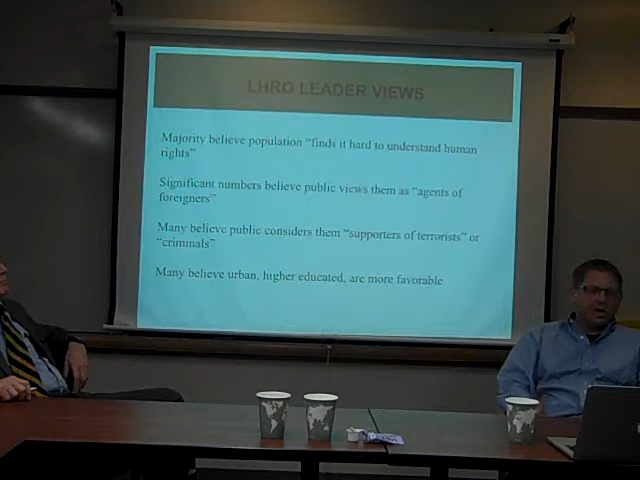 LHRO LEADER VIEWS
Majority believe population “finds it hard to understand human
rights”
Significant numbers believe public views them as “agents of
foreigners”
Many believe public considers them “supporters of terrorists” or
“criminals”
Many believe urban, higher educated, are more favorable